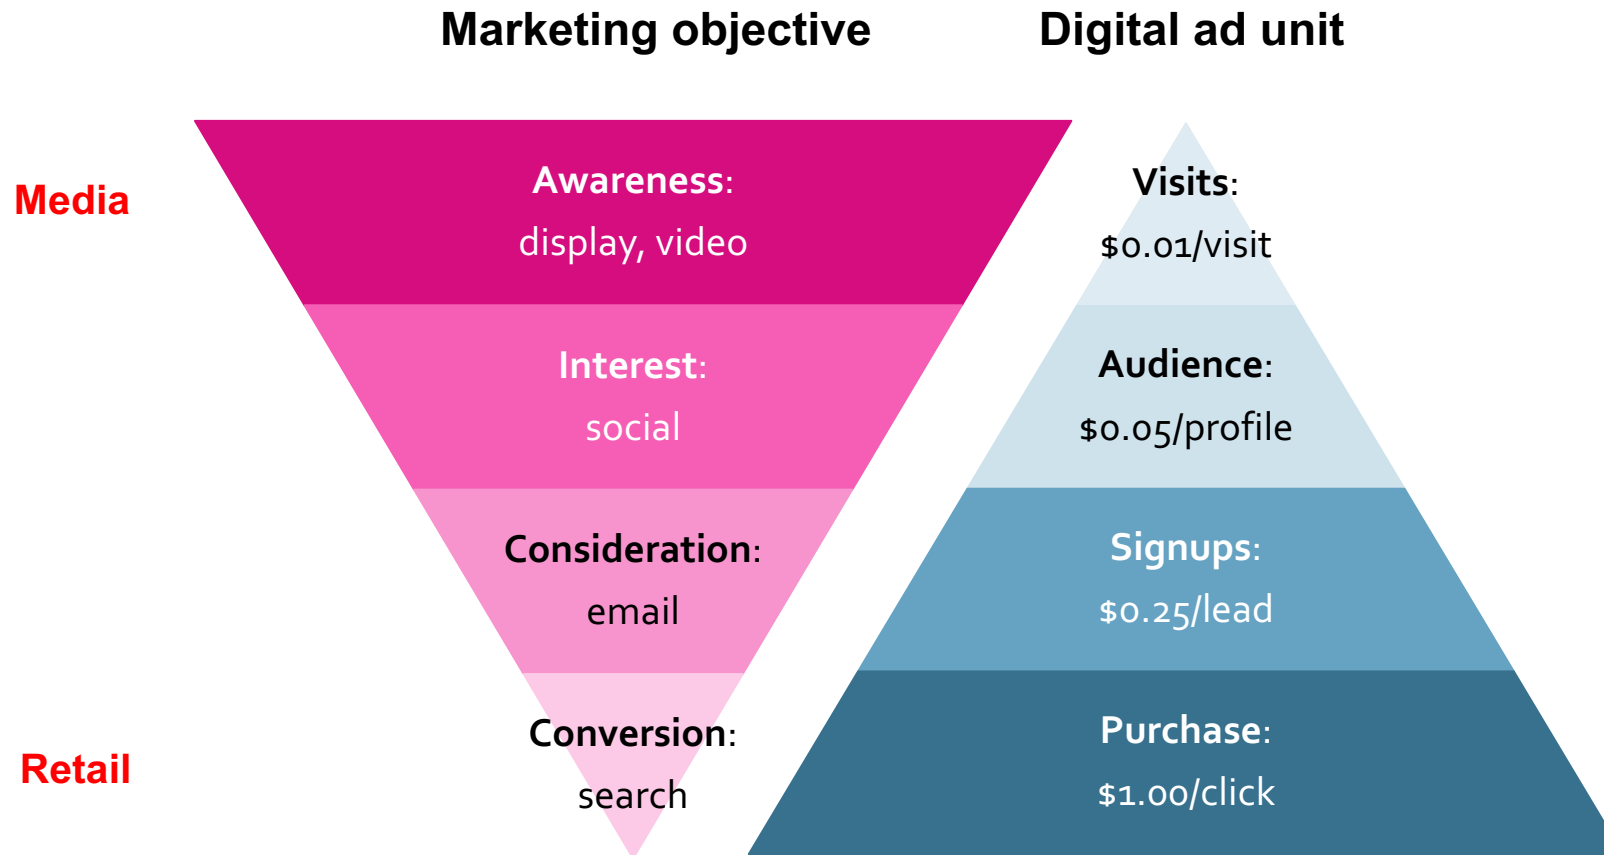 Marketing objective
Digital ad unit
Media
Awareness:
display, video
Visits:
$0.01/visit
Interest:
social
Audience:
$0.05/profile
Consideration:
email
Signups:
$0.25/lead
Retail
Conversion:
search
Purchase:
$1.00/click